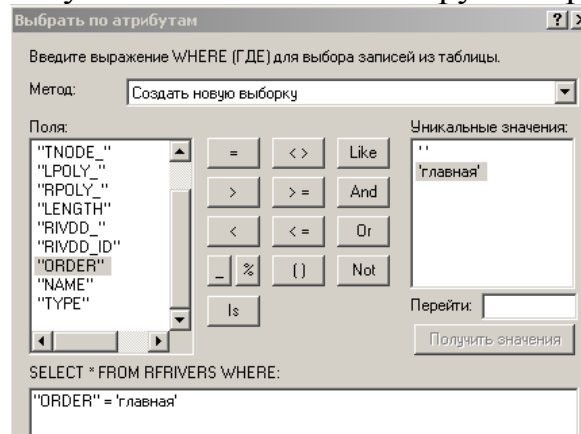 Выбрать по атрибутам
Введите выражение WHERE (ГДЕ) для выбора записей из таблицы.
Метод: Создать новую выборку
Поля: Уникальные значения:
"TNODE_"
"LPOLY_"
"RPOLY_"
"LENGTH"
"RIVDD_"
"RIVDD_ID"
"ORDER"
"NAME"
"TYPE"
= < > Like
> > = And
< < = Or
_ % ( ) Not
Is
' '
'главная'
Перейти:
Получить значения
SELECT * FROM RFRIVERS WHERE:
"ORDER" = 'главная'